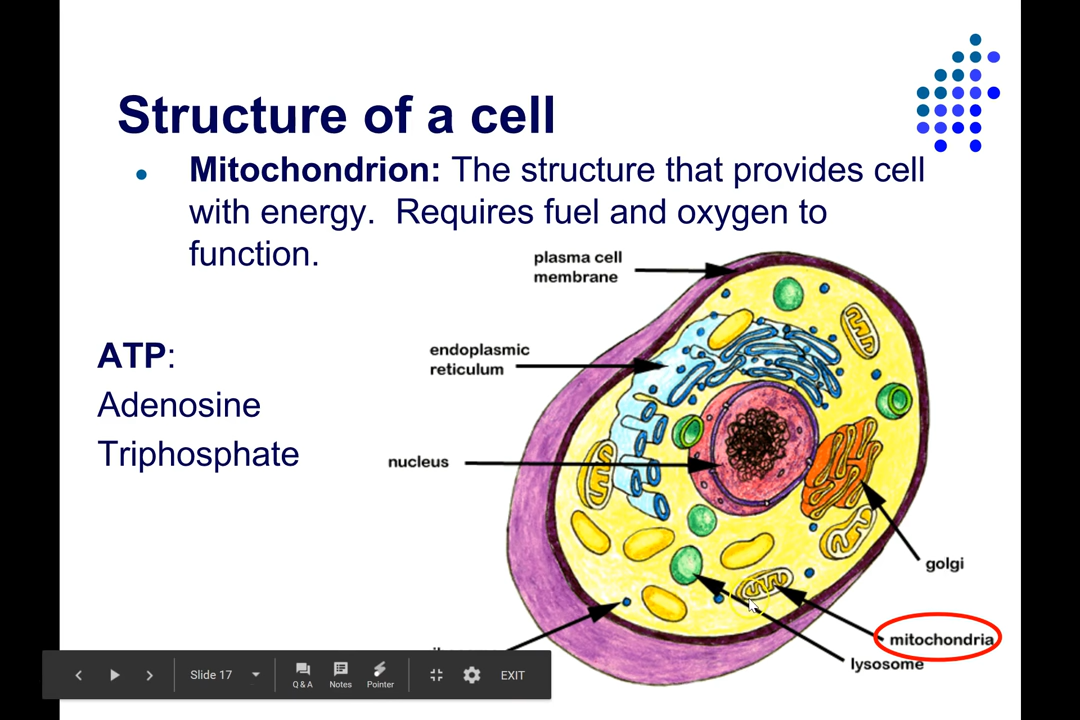 Structure of a cell
• Mitochondrion: The structure that provides cell
with energy. Requires fuel and oxygen to
function.
plasma cell
membrane
ATP:
Adenosine
Triphosphate
endoplasmic
reticulum
nucleus
golgi
mitochondria
lysosome
Slide 17
Q & A
Notes
Pointer
EXIT